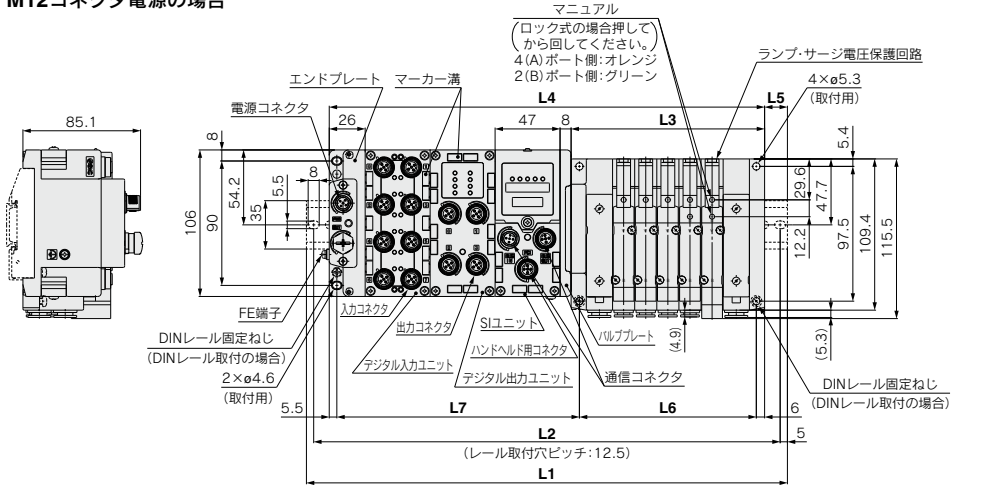 M12コネクタ電源の場合
マニュアル
(ロック式の場合押して
から回してください。)
4(A)ポート側:オレンジ
2(B)ポート側:グリーン
ランプ・サージ電圧保護回路
エンドプレート
マーカー溝
4×ø5.3
(取付用)
電源コネクタ
L4
L5
85.1
26
47
8
L3
8
5.4
5.5
8
54.2
35
106
90
29.6
47.7
12.2
97.5
109.4
115.5
FE端子
入力コネクタ
出力コネクタ
SIユニット
バルブプレート
(4.9)
(5.3)
DINレール固定ねじ
(DINレール取付の場合)
デジタル入力ユニット
ハンドヘルド用コネクタ
デジタル出力ユニット
通信コネクタ
2×ø4.6
(取付用)
DINレール固定ねじ
(DINレール取付の場合)
5.5
L7
L6
6
L2
5
(レール取付穴ピッチ:12.5)
L1